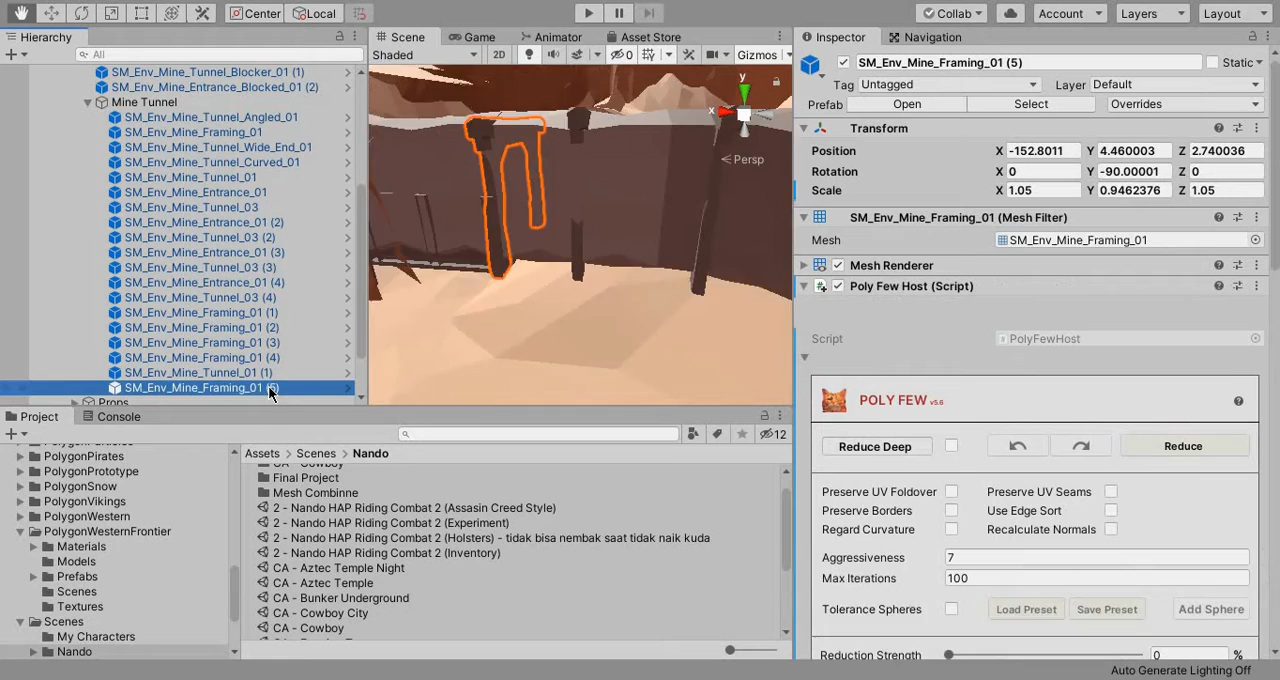 Center Local Collab Account Layers Layout
Hierarchy
All
SM_Env_Mine_Tunnel_Blocker_01 (1)
SM_Env_Mine_Entrance_Blocked_01 (2)
Mine Tunnel
SM_Env_Mine_Tunnel_Angled_01
SM_Env_Mine_Framing_01
SM_Env_Mine_Tunnel_Wide_End_01
SM_Env_Mine_Tunnel_Curved_01
SM_Env_Mine_Tunnel_01
SM_Env_Mine_Entrance_01
SM_Env_Mine_Tunnel_03
SM_Env_Mine_Entrance_01 (2)
SM_Env_Mine_Tunnel_03 (2)
SM_Env_Mine_Entrance_01 (3)
SM_Env_Mine_Tunnel_03 (3)
SM_Env_Mine_Entrance_01 (4)
SM_Env_Mine_Tunnel_03 (4)
SM_Env_Mine_Framing_01 (1)
SM_Env_Mine_Framing_01 (2)
SM_Env_Mine_Framing_01 (3)
SM_Env_Mine_Framing_01 (4)
SM_Env_Mine_Tunnel_01 (1)
SM_Env_Mine_Framing_01 (5)
Props
Scene Game Animator Asset Store
Shaded 2D 0 Gizmos
y
x
Persp
Project Console
12
PolygonPirates
PolygonPrototype
PolygonSnow
PolygonVikings
PolygonWestern
PolygonWesternFrontier
Materials
Models
Prefabs
Scenes
Textures
Scenes
My Characters
Nando
Assets Scenes Nando
CA - Cowboy
Final Project
Mesh Combinne
2 - Nando HAP Riding Combat 2 (Assasin Creed Style)
2 - Nando HAP Riding Combat 2 (Experiment)
2 - Nando HAP Riding Combat 2 (Holsters) - tidak bisa nembak saat tidak naik kuda
2 - Nando HAP Riding Combat 2 (Inventory)
CA - Aztec Temple Night
CA - Aztec Temple
CA - Bunker Underground
CA - Cowboy City
CA - Cowboy
Inspector Navigation
SM_Env_Mine_Framing_01 (5) Static
Tag Untagged Layer Default
Prefab Open Select Overrides
Transform
Position X -152.8011 Y 4.460003 Z 2.740036
Rotation X 0 Y -90.00001 Z 0
Scale X 1.05 Y 0.9462376 Z 1.05
SM_Env_Mine_Framing_01 (Mesh Filter)
Mesh SM_Env_Mine_Framing_01
Mesh Renderer
Poly Few Host (Script)
Script PolyFewHost
POLY FEW v5.6
Reduce Deep Reduce
Preserve UV Foldover Preserve UV Seams
Preserve Borders Use Edge Sort
Regard Curvature Recalculate Normals
Aggressiveness 7
Max Iterations 100
Tolerance Spheres Load Preset Save Preset Add Sphere
Reduction Strength 0 %
Auto Generate Lighting Off